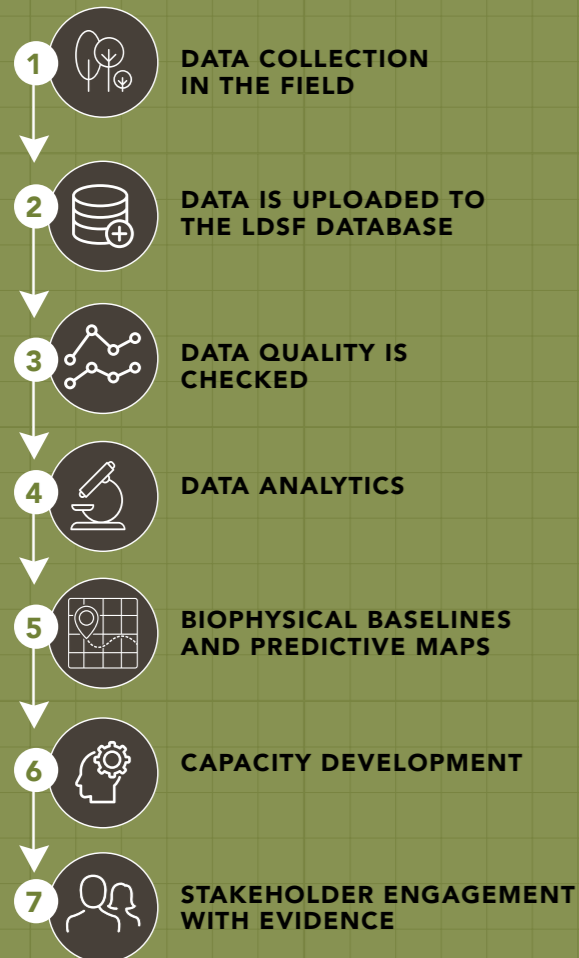 1
DATA COLLECTION
IN THE FIELD
2
DATA IS UPLOADED TO
THE LDSF DATABASE
3
DATA QUALITY IS
CHECKED
4
DATA ANALYTICS
5
BIOPHYSICAL BASELINES
AND PREDICTIVE MAPS
6
CAPACITY DEVELOPMENT
7
STAKEHOLDER ENGAGEMENT
WITH EVIDENCE